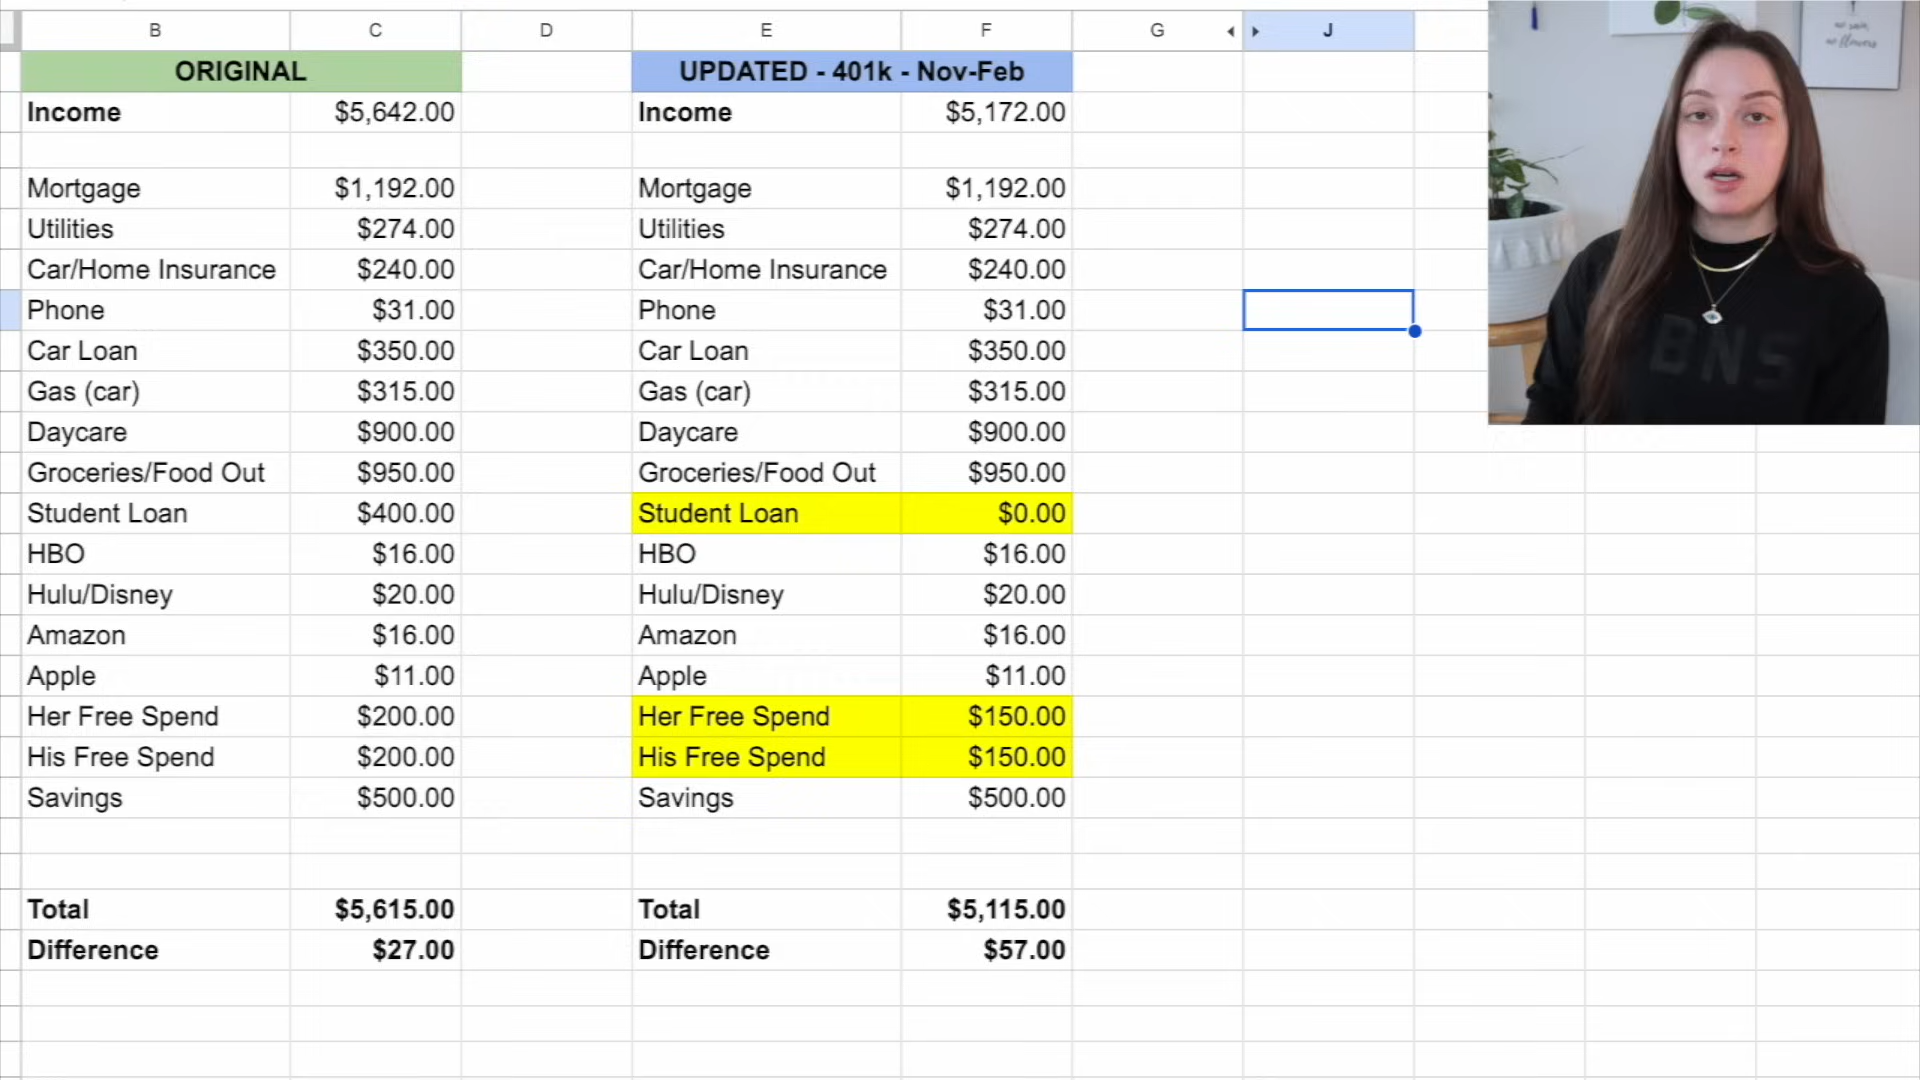 B C D E F G J
ORIGINAL UPDATED - 401k - Nov-Feb
Income $5,642.00 Income $5,172.00
Mortgage $1,192.00 Mortgage $1,192.00
Utilities $274.00 Utilities $274.00
Car/Home Insurance $240.00 Car/Home Insurance $240.00
Phone $31.00 Phone $31.00
Car Loan $350.00 Car Loan $350.00
Gas (car) $315.00 Gas (car) $315.00
Daycare $900.00 Daycare $900.00
Groceries/Food Out $950.00 Groceries/Food Out $950.00
Student Loan $400.00 Student Loan $0.00
HBO $16.00 HBO $16.00
Hulu/Disney $20.00 Hulu/Disney $20.00
Amazon $16.00 Amazon $16.00
Apple $11.00 Apple $11.00
Her Free Spend $200.00 Her Free Spend $150.00
His Free Spend $200.00 His Free Spend $150.00
Savings $500.00 Savings $500.00
Total $5,615.00 Total $5,115.00
Difference $27.00 Difference $57.00
no rain,
no flowers
BNS